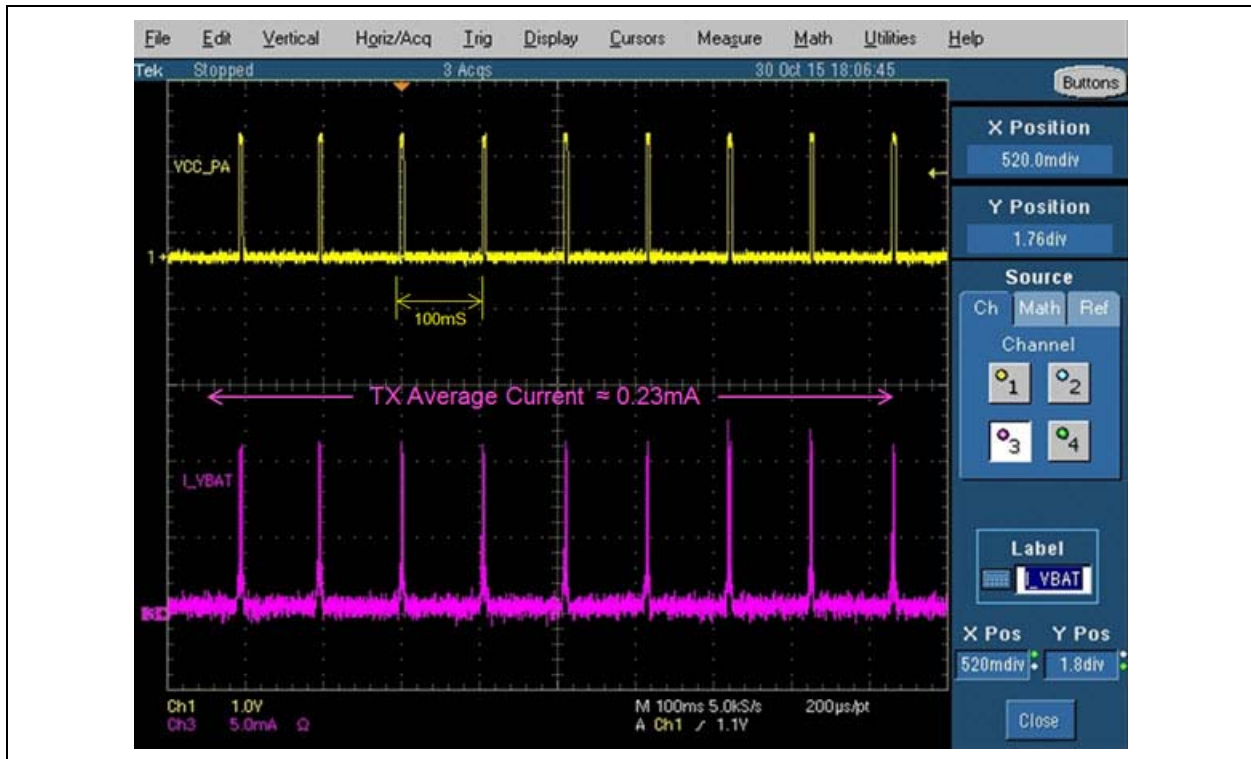 File Edit Vertical Horiz/Acq Trig Display Cursors Measure Math Utilities Help
Tek Stopped 3 Acqs 30 Oct 15 18:06:45
Buttons
X Position
520.0mdiv
Y Position
1.76div
Source
Ch Math Ref
Channel
1 2
3 4
Label
I_VBAT
X Pos Y Pos
520mdiv 1.8div
Close
VCC_PA
1
100mS
TX Average Current ≈ 0.23mA
I_VBAT
Ch1 1.0V M 100ms 5.0kS/s 200µs/pt
Ch3 5.0mA Ω A Ch1 / 1.1V